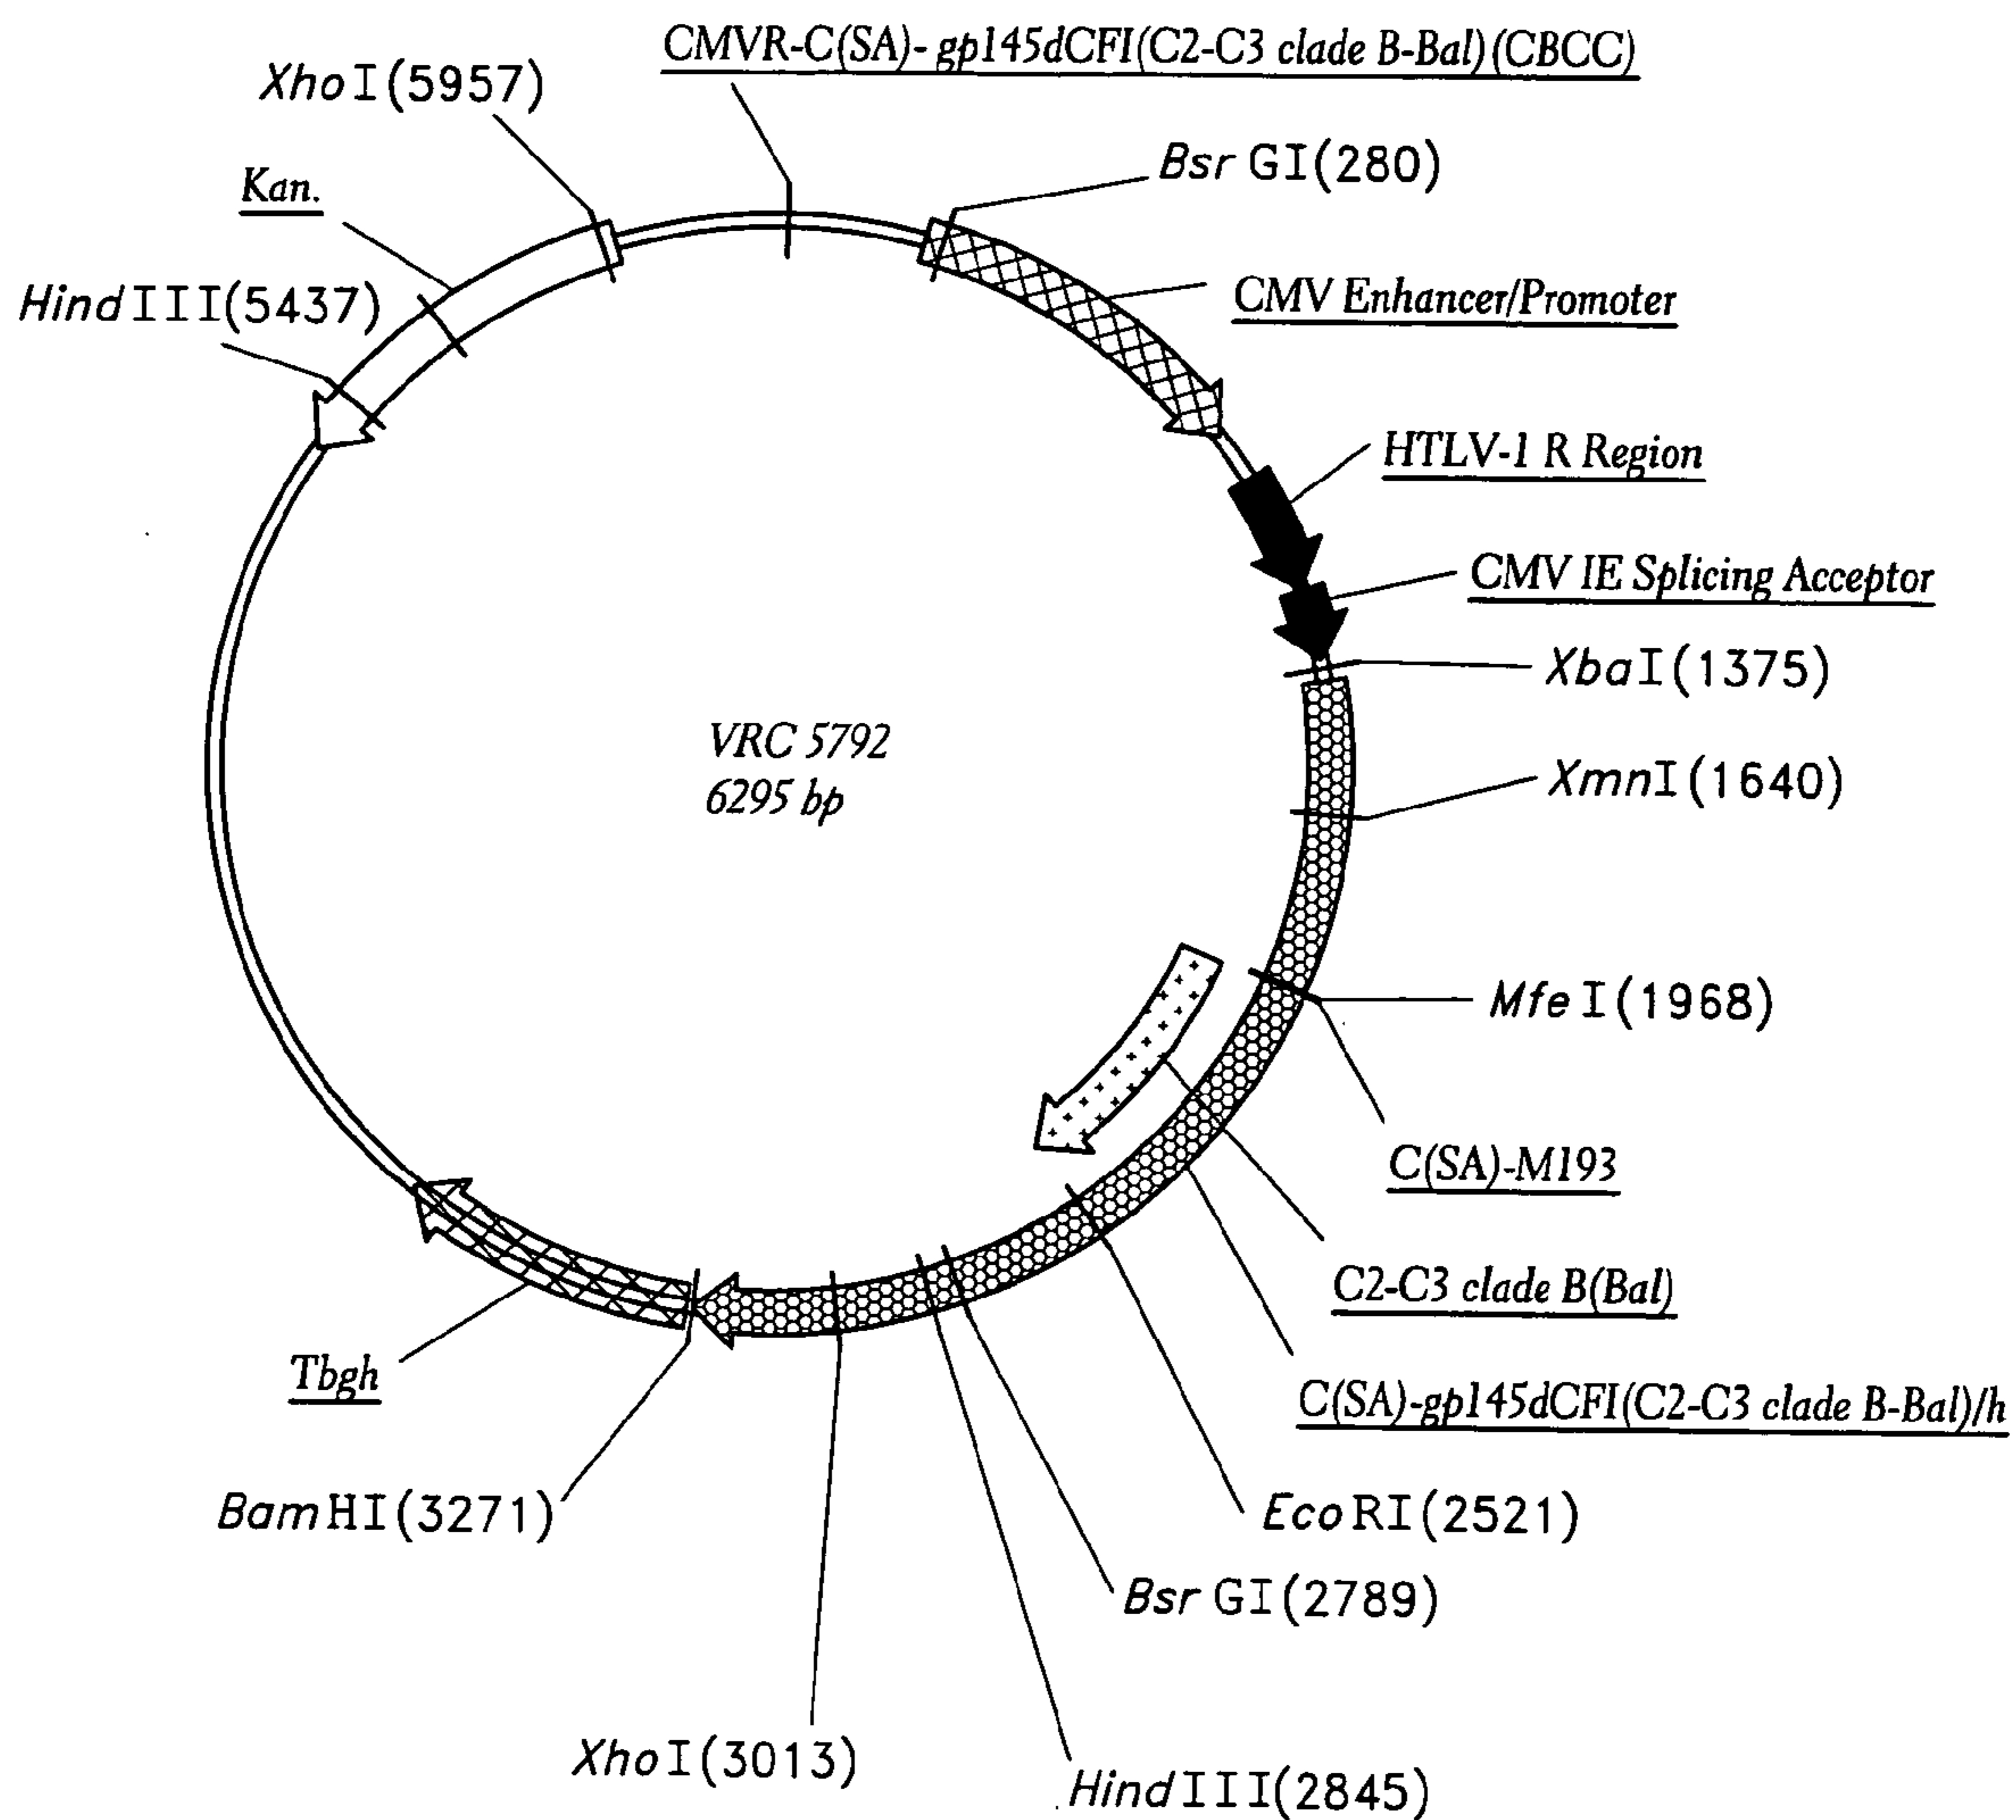 CMVR-C(SA)- gp145dCFI(C2-C3 clade B-Bal)(CBCC)
XhoI(5957)
BsrGI(280)
Kan.
CMV Enhancer/Promoter
HindIII(5437)
HTLV-1 R Region
CMV IE Splicing Acceptor
XbaI(1375)
VRC 5792
6295 bp
XmnI(1640)
MfeI(1968)
C(SA)-M193
C2-C3 clade B(Bal)
Tbgh
C(SA)-gp145dCFI(C2-C3 clade B-Bal)/h
BamHI(3271)
EcoRI(2521)
BsrGI(2789)
XhoI(3013)
HindIII(2845)